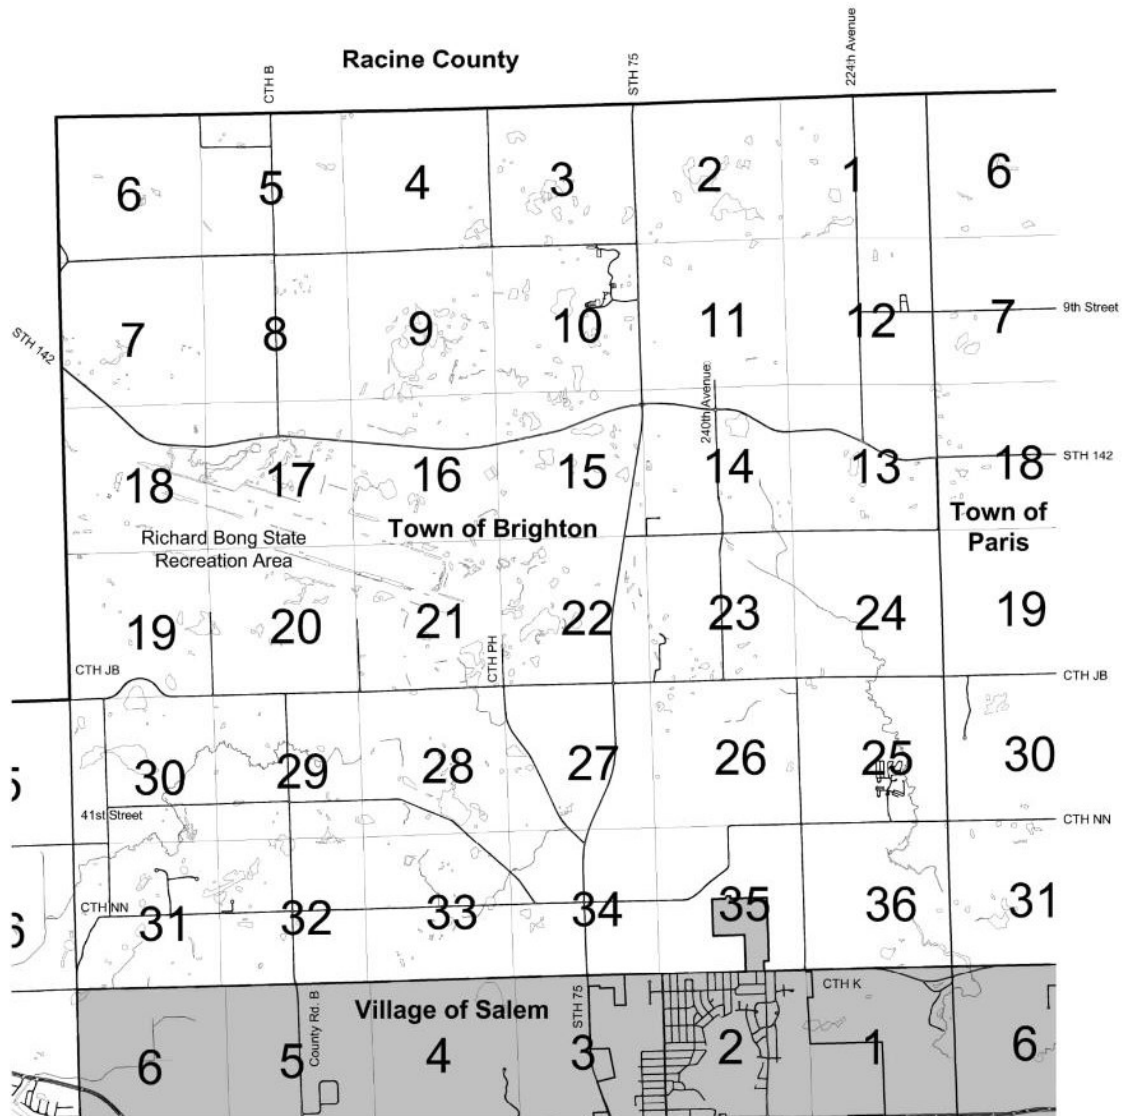 224th Avenue
Racine County
STH 75
CTH B
6
5
4
3
2
1
6
STH 142
7
8
9
10
11
12
7
9th Street
240th Avenue
18
17
16
15
14
13
18
STH 142
Richard Bong State
Recreation Area
Town of Brighton
Town of
Paris
19
20
21
22
23
24
19
CTH JB
CTH PH
CTH JB
30
29
28
27
26
25
30
41st Street
CTH NN
CTH NN
31
32
33
34
35
36
31
Village of Salem
County Rd. B
STH 75
CTH K
6
5
4
3
2
1
6